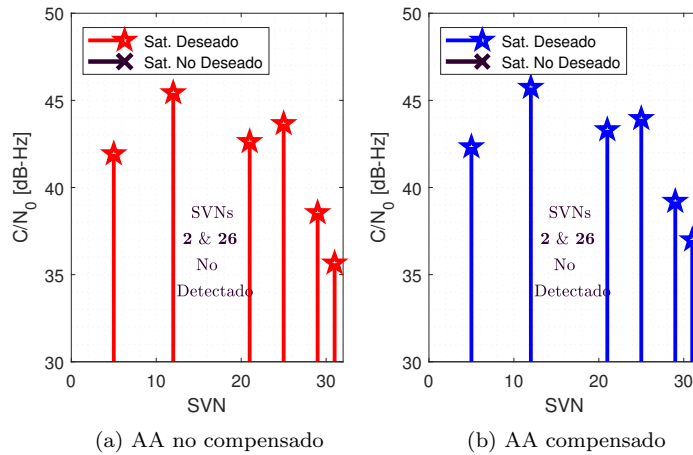 50
45
40
35
30
C/N0 [dB-Hz]
Sat. Deseado
Sat. No Deseado
SVNs
2 & 26
No
Detectado
0 10 20 30
SVN
(a) AA no compensado
50
45
40
35
30
C/N0 [dB-Hz]
Sat. Deseado
Sat. No Deseado
SVNs
2 & 26
No
Detectado
0 10 20 30
SVN
(b) AA compensado